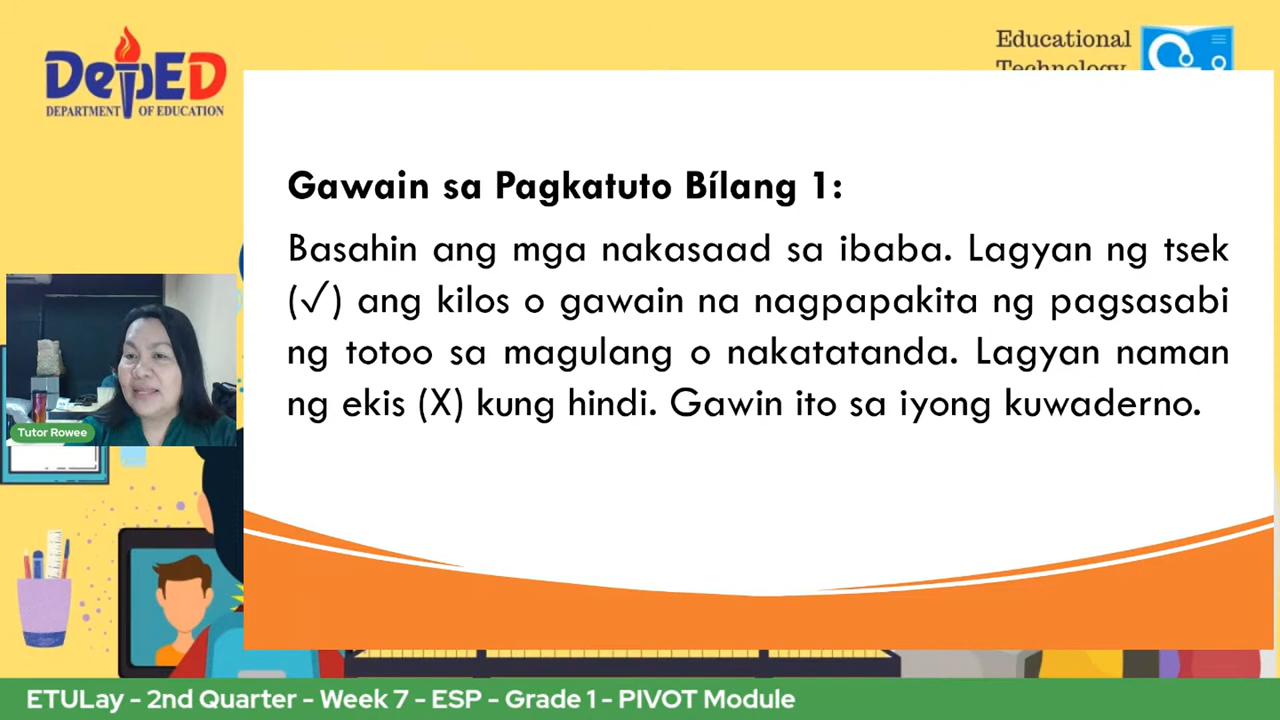 DepED
DEPARTMENT OF EDUCATION
Educational
Technology
Gawain sa Pagkatuto Bílang 1:
Basahin ang mga nakasaad sa ibaba. Lagyan ng tsek
(✓) ang kilos o gawain na nagpapakita ng pagsasabi
ng totoo sa magulang o nakatatanda. Lagyan naman
ng ekis (X) kung hindi. Gawin ito sa iyong kuwaderno.
Tutor Rowee
ETULay - 2nd Quarter - Week 7 - ESP - Grade 1 - PIVOT Module